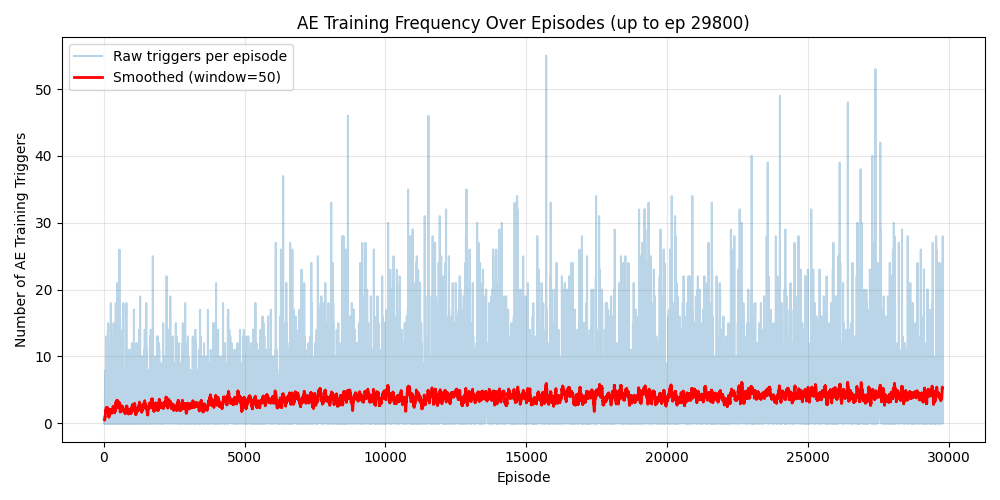 AE Training Frequency Over Episodes (up to ep 29800)
Raw triggers per episode
Smoothed (window=50)
Number of AE Training Triggers
50
40
30
20
10
0
0
5000
10000
15000
20000
25000
30000
Episode